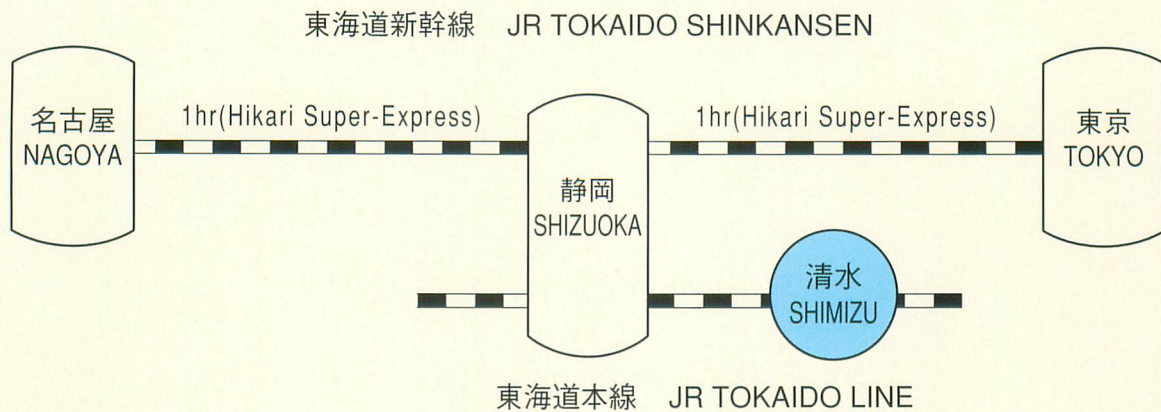 東海道新幹線 JR TOKAIDO SHINKANSEN
名古屋
NAGOYA
1hr(Hikari Super-Express)
静岡
SHIZUOKA
1hr(Hikari Super-Express)
東京
TOKYO
清水
SHIMIZU
東海道本線 JR TOKAIDO LINE